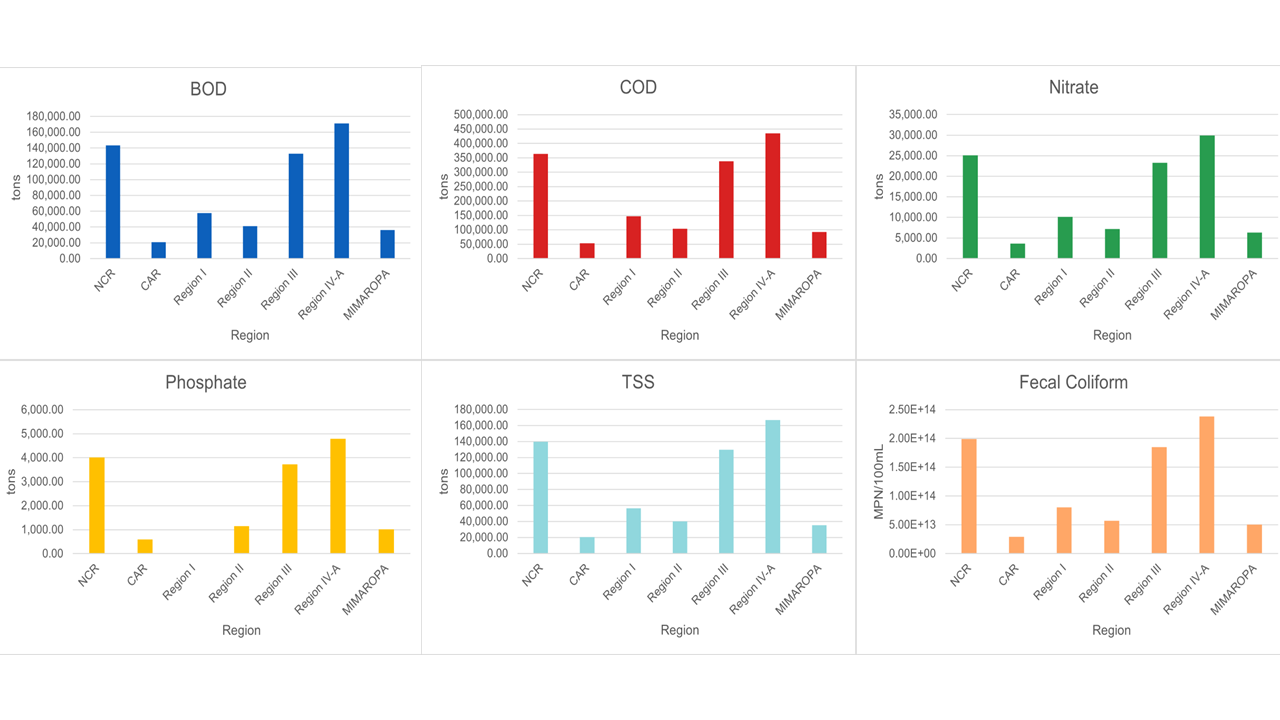 BOD
180,000.00
160,000.00
140,000.00
120,000.00
100,000.00
80,000.00
60,000.00
40,000.00
20,000.00
0.00
tons
NCR
CAR
Region I
Region II
Region III
Region IV-A
MIMAROPA
Region
COD
500,000.00
450,000.00
400,000.00
350,000.00
300,000.00
250,000.00
200,000.00
150,000.00
100,000.00
50,000.00
0.00
tons
NCR
CAR
Region I
Region II
Region III
Region IV-A
MIMAROPA
Region
Nitrate
35,000.00
30,000.00
25,000.00
20,000.00
15,000.00
10,000.00
5,000.00
0.00
tons
NCR
CAR
Region I
Region II
Region III
Region IV-A
MIMAROPA
Region
Phosphate
6,000.00
5,000.00
4,000.00
3,000.00
2,000.00
1,000.00
0.00
tons
NCR
CAR
Region I
Region II
Region III
Region IV-A
MIMAROPA
Region
TSS
180,000.00
160,000.00
140,000.00
120,000.00
100,000.00
80,000.00
60,000.00
40,000.00
20,000.00
0.00
tons
NCR
CAR
Region I
Region II
Region III
Region IV-A
MIMAROPA
Region
Fecal Coliform
2.50E+14
2.00E+14
1.50E+14
1.00E+14
5.00E+13
0.00E+00
MPN/100mL
NCR
CAR
Region I
Region II
Region III
Region IV-A
MIMAROPA
Region